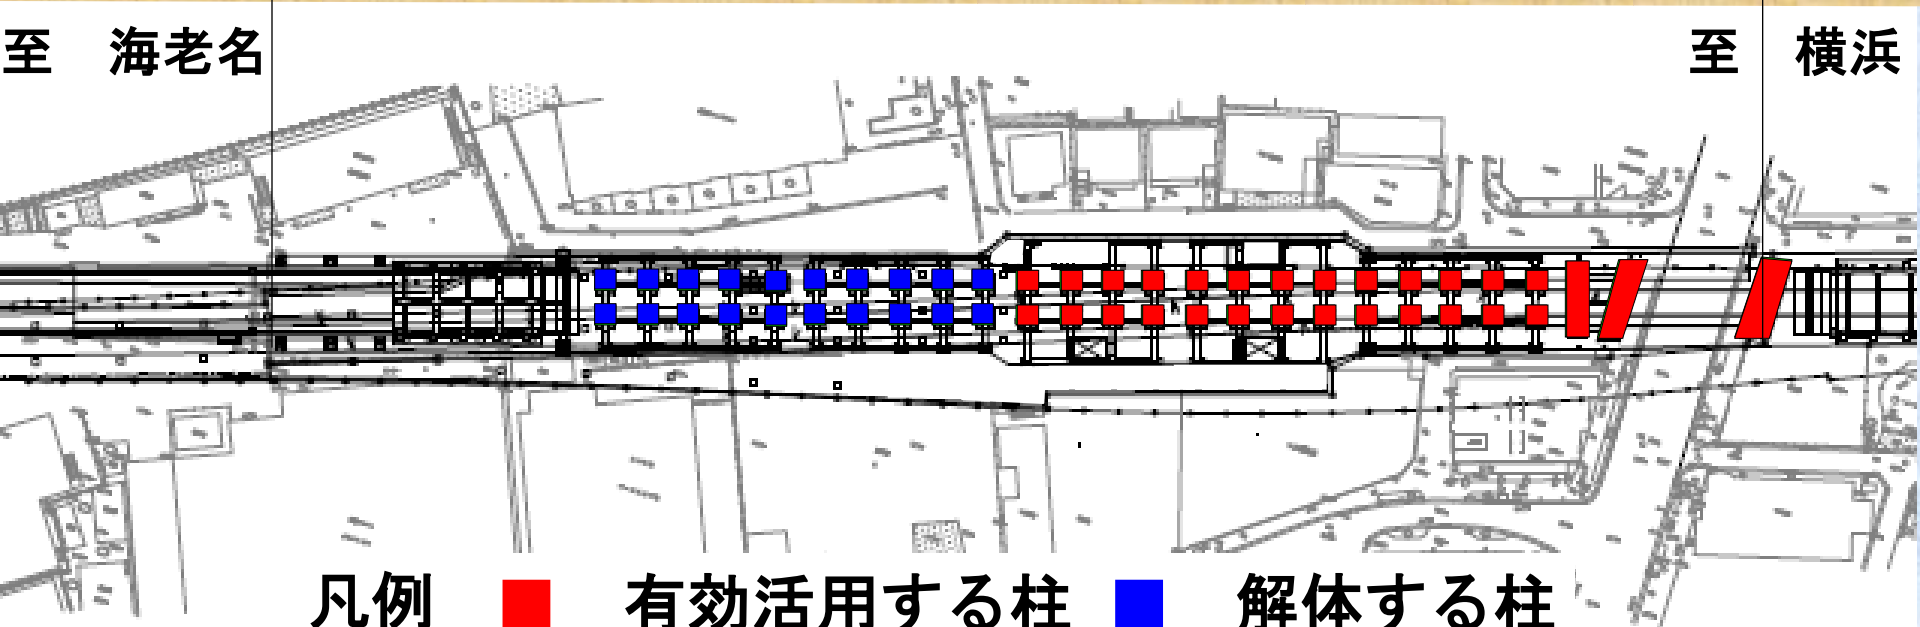 至 海老名
至 横浜
凡例 有効活用する柱 解体する柱